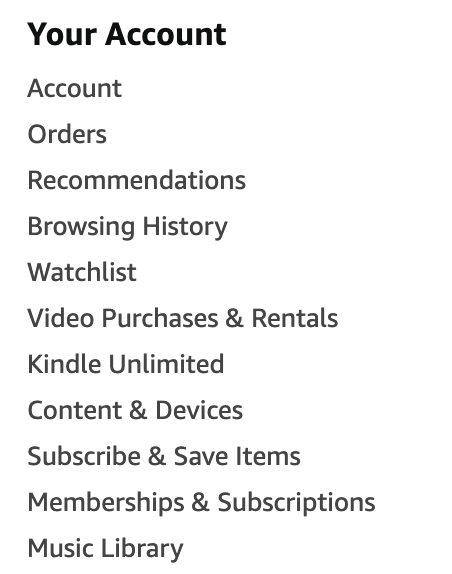 Your Account
Account
Orders
Recommendations
Browsing History
Watchlist
Video Purchases & Rentals
Kindle Unlimited
Content & Devices
Subscribe & Save Items
Memberships & Subscriptions
Music Library